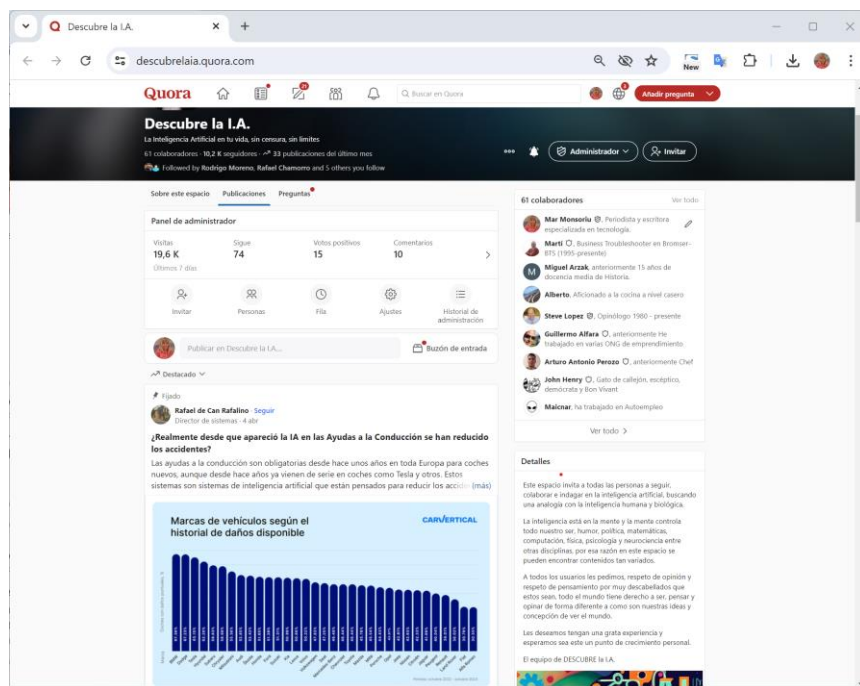 Descubre la I.A.
descubrelaia.quora.com
New
Quora
21
Buscar en Quora
Añadir pregunta
Descubre la I.A.
La Inteligencia Artificial en tu vida, sin censura, sin limites
61 colaboradores · 10,2 K seguidores · 33 publicaciones del último mes
Followed by Rodrigo Moreno, Rafael Chamorro and 5 others you follow
Administrador
Invitar
Sobre este espacio Publicaciones Preguntas
Panel de administrador
Visitas Sigue Votos positivos Comentarios
19,6 K 74 15 10
Últimos 7 días
Invitar Personas Fila Ajustes Historial de
administración
Publicar en Descubre la I.A... Buzón de entrada
Destacado
Fijado
Rafael de Can Rafalino · Seguir
Director de sistemas · 4 abr
¿Realmente desde que apareció la IA en las Ayudas a la Conducción se han reducido
los accidentes?
Las ayudas a la conducción son obligatorias desde hace unos años en toda Europa para coches
nuevos, aunque desde hace años ya vienen de serie en coches como Tesla y otros. Estos
sistemas son sistemas de inteligencia artificial que están pensados para reducir los (más)
Marcas de vehículos según el
historial de daños disponible
CARVERTICAL
61 colaboradores Ver todo
Mar Monsoriu, Periodista y escritora
especializada en tecnología.
Martí, Business Troubleshooter en Bromser-
BTS (1995-presente)
M Miguel Arzak, anteriormente 15 años de
docencia media de Historia.
Alberto, Aficionado a la cocina a nivel casero
Steve Lopez, Opinólogo 1980 - presente
Guillermo Alfara, anteriormente He
trabajado en varias ONG de emprendimiento
Arturo Antonio Perozo, anteriormente Chef
John Henry, Gato de callejón, escéptico,
demócrata y Bon Vivant
Maicnar, ha trabajado en Autoempleo
Ver todo
Detalles
Este espacio invita a todas las personas a seguir,
colaborar e indagar en la inteligencia artificial, buscando
una analogía con la inteligencia humana y biológica.
La inteligencia está en la mente y la mente controla
todo nuestro ser, humor, política, matemáticas,
computación, física, psicología y neurociencia entre
otras disciplinas, por esa razón en este espacio se
pueden encontrar contenidos tan variados.
A todos los usuarios les pedimos, respeto de opinión y
respeto de pensamiento por muy descabellados que
estos sean, todo el mundo tiene derecho a ser, pensar y
opinar de forma diferente a como son nuestras ideas y
concepción de ver el mundo.
Les deseamos tengan una grata experiencia y
esperamos sea este un punto de crecimiento personal.
El equipo de DESCUBRE la I.A.